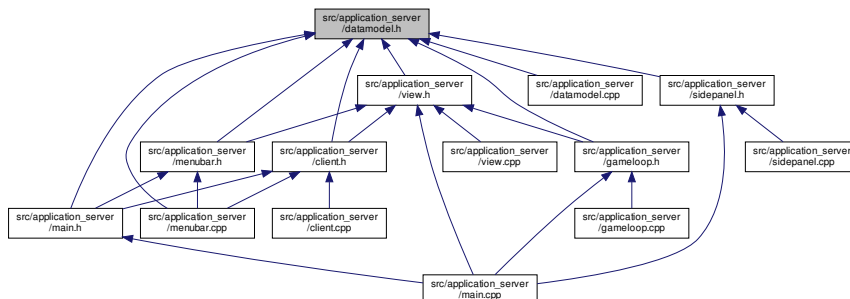 src/application_server
/datamodel.h
src/application_server
/view.h
src/application_server
/datamodel.cpp
src/application_server
/sidepanel.h
src/application_server
/menubar.h
src/application_server
/client.h
src/application_server
/view.cpp
src/application_server
/gameloop.h
src/application_server
/sidepanel.cpp
src/application_server
/main.h
src/application_server
/menubar.cpp
src/application_server
/client.cpp
src/application_server
/gameloop.cpp
src/application_server
/main.cpp